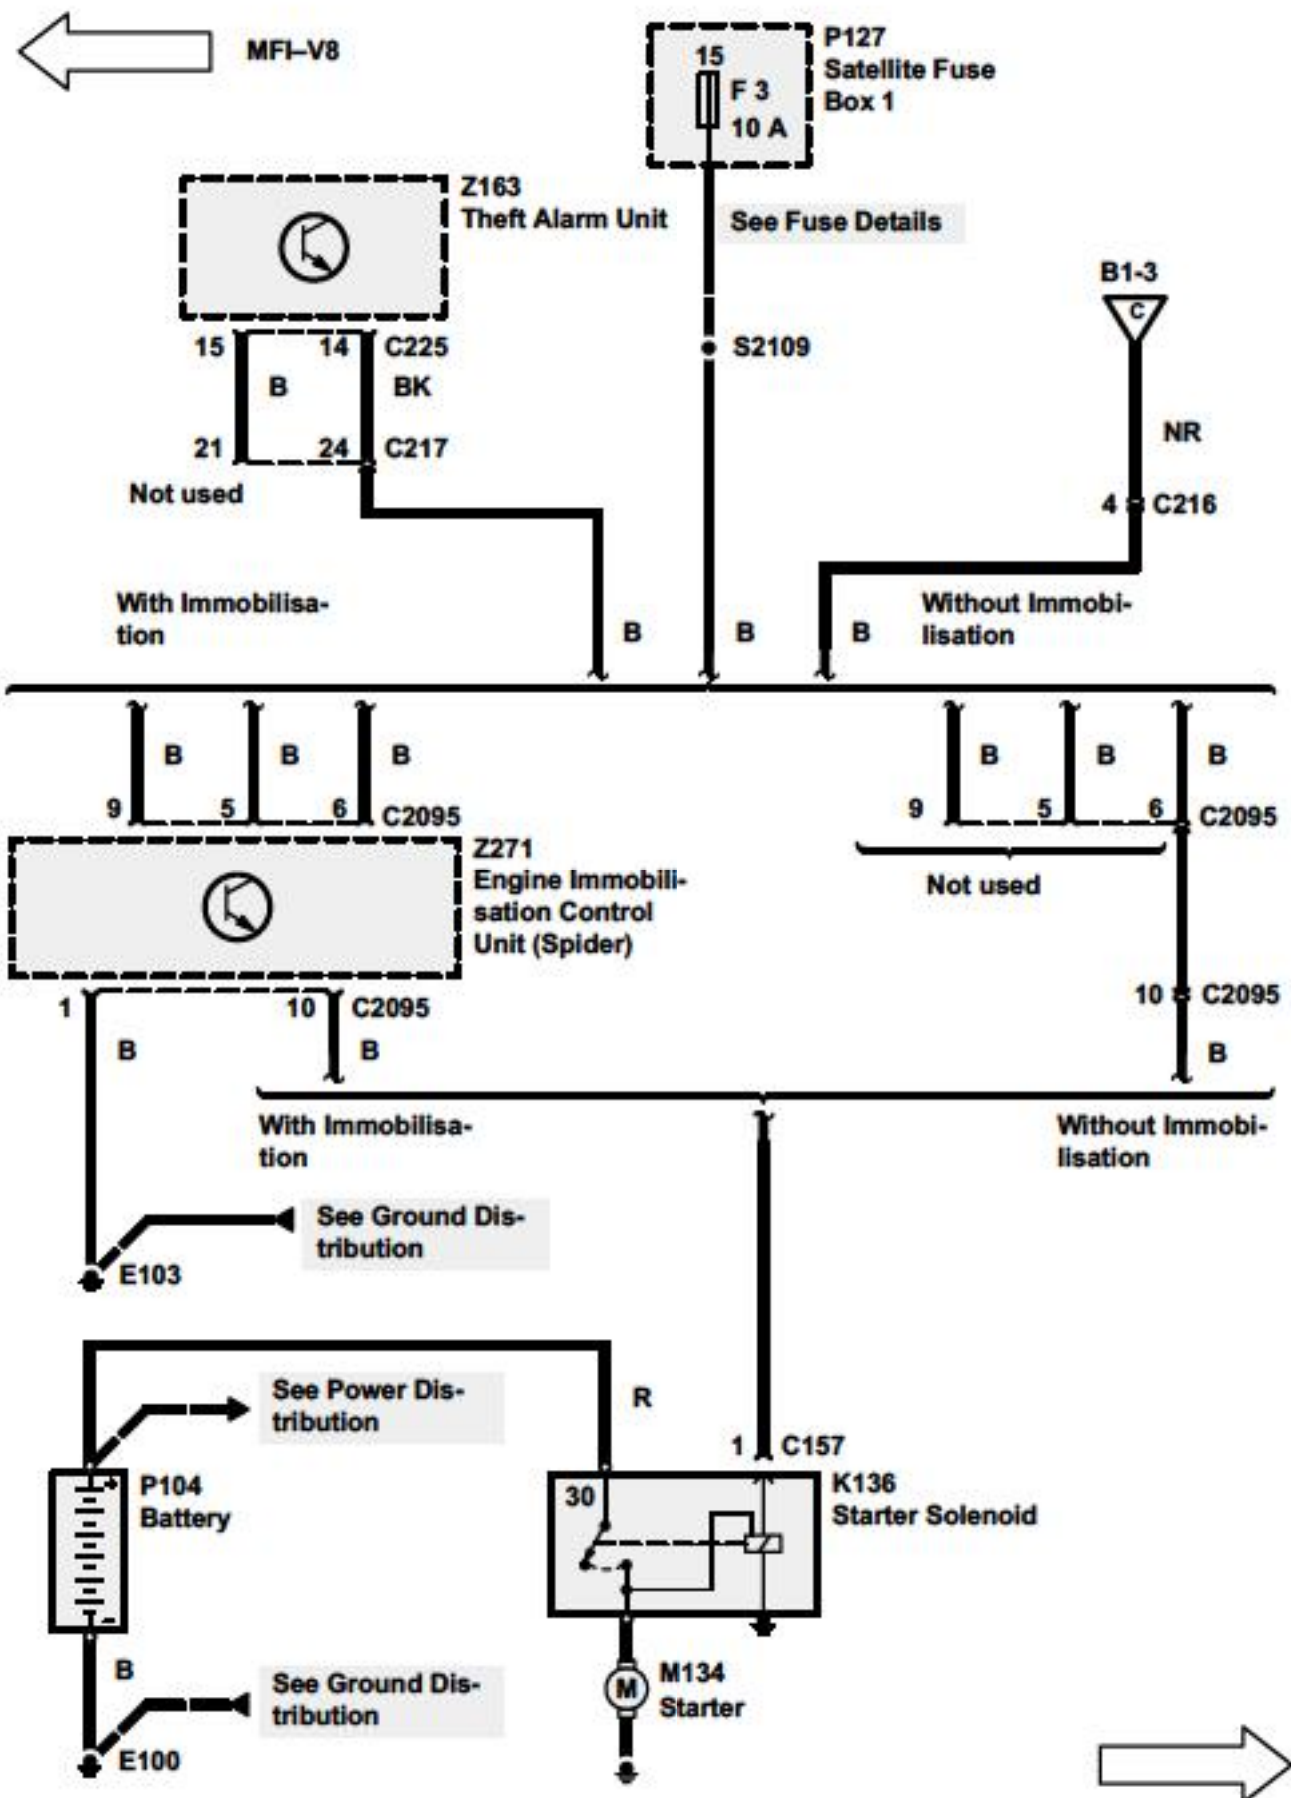 MFI–V8
P127
Satellite Fuse
Box 1
15
F 3
10 A
Z163
Theft Alarm Unit
See Fuse Details
B1-3
C
15
14
C225
S2109
B
BK
NR
21
24
C217
Not used
4
C216
With Immobilisa-
tion
Without Immobi-
lisation
B
B
B
B
B
B
B
B
B
9
5
6
C2095
9
5
6
C2095
Z271
Engine Immobili-
sation Control
Unit (Spider)
Not used
1
10
C2095
10
C2095
B
B
B
With Immobilisa-
tion
Without Immobi-
lisation
See Ground Dis-
tribution
E103
See Power Dis-
tribution
R
1
C157
P104
Battery
+
-
30
K136
Starter Solenoid
B
See Ground Dis-
tribution
M
M134
Starter
E100